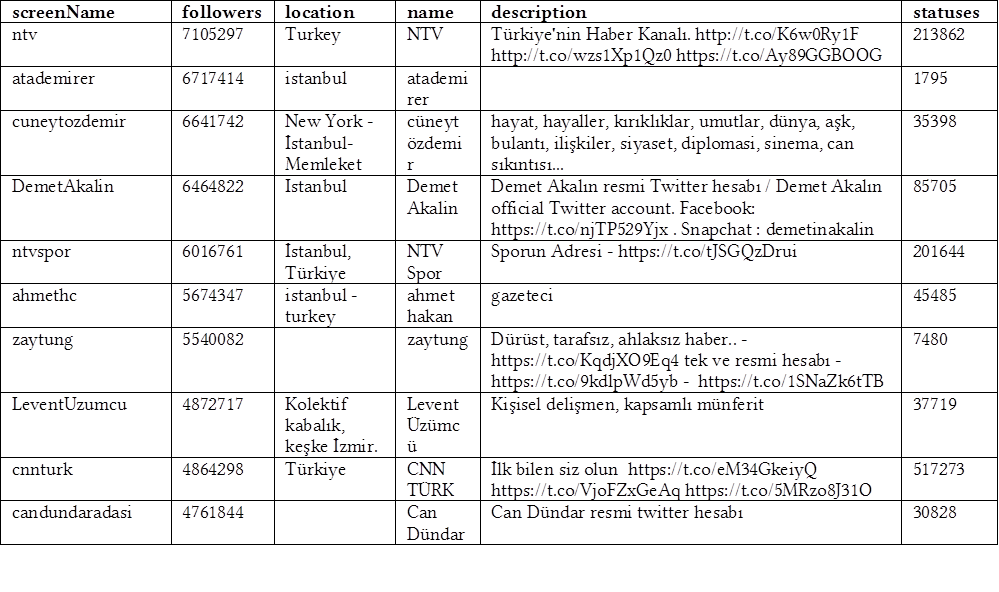 screenName followers location name description statuses
ntv 7105297 Turkey NTV Türkiye'nin Haber Kanalı. http://t.co/K6w0Ry1F 213862
http://t.co/wzs1Xp1Qz0 https://t.co/Ay89GGBOOG
atademirer 6717414 istanbul atademi 1795
rer
cuneytozdemir 6641742 New York - cüneyt hayat, hayaller, kırıklıklar, umutlar, dünya, aşk, 35398
İstanbul- özdemi bulantı, ilişkiler, siyaset, diplomasi, sinema, can
Memleket r sıkıntısı...
DemetAkalin 6464822 Istanbul Demet Demet Akalın resmi Twitter hesabı / Demet Akalın 85705
Akalin official Twitter account. Facebook:
https://t.co/njTP529Yjx . Snapchat : demetinakalin
ntvspor 6016761 İstanbul, NTV Sporun Adresi - https://t.co/tJSGQzDrui 201644
Türkiye Spor
ahmethc 5674347 istanbul - ahmet gazeteci 45485
turkey hakan
zaytung 5540082 zaytung Dürüst, tarafsız, ahlaksız haber.. - 7480
https://t.co/KqdjXO9Eq4 tek ve resmi hesabı -
https://t.co/9kdlpWd5yb - https://t.co/1SNaZk6tTB
LeventUzumcu 4872717 Kolektif Levent Kişisel delişmen, kapsamlı münferit 37719
kabalık, Üzümc
keşke İzmir. ü
cnnturk 4864298 Türkiye CNN İlk bilen siz olun https://t.co/eM34GkeiyQ 517273
TÜRK https://t.co/VjoFZxGeAq https://t.co/5MRzo8J31O
candundaradasi 4761844 Can Can Dündar resmi twitter hesabı 30828
Dündar